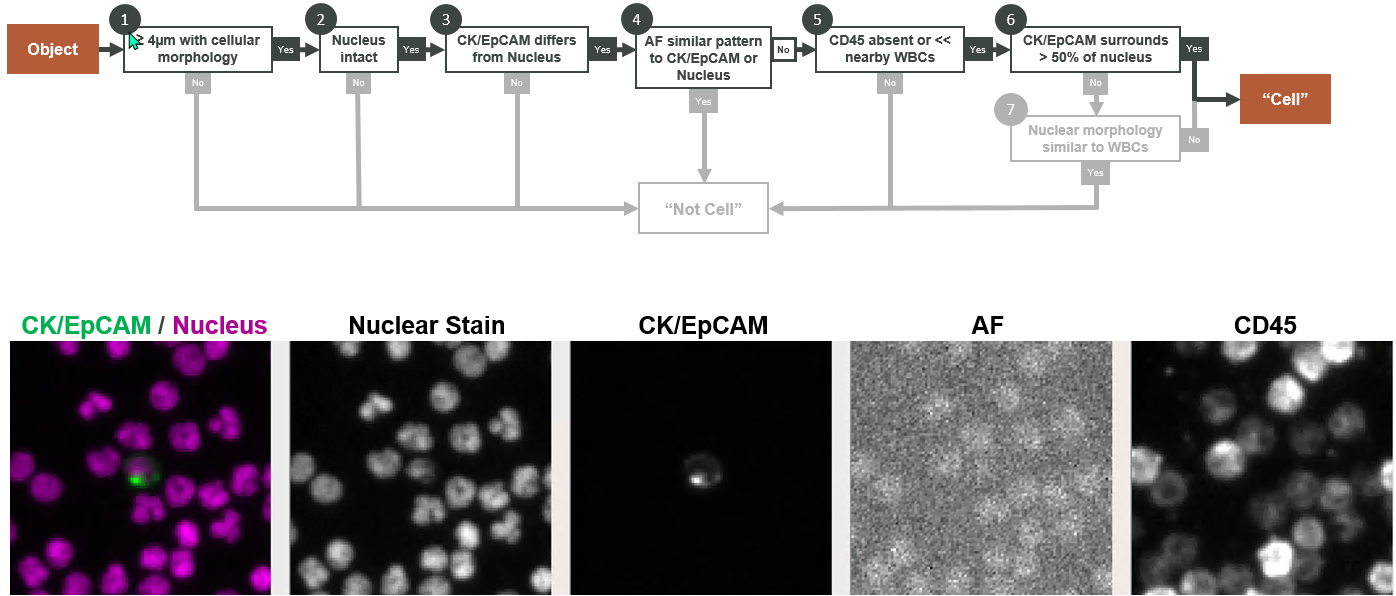 Object
1
≥ 4µm with cellular
morphology
Yes
No
2
Nucleus
intact
Yes
No
3
CK/EpCAM differs
from Nucleus
Yes
No
4
AF similar pattern
to CK/EpCAM or
Nucleus
No
Yes
5
CD45 absent or <<
nearby WBCs
Yes
No
6
CK/EpCAM surrounds
> 50% of nucleus
Yes
No
7
Nuclear morphology
similar to WBCs
No
Yes
“Cell”
“Not Cell”
CK/EpCAM / Nucleus
Nuclear Stain
CK/EpCAM
AF
CD45